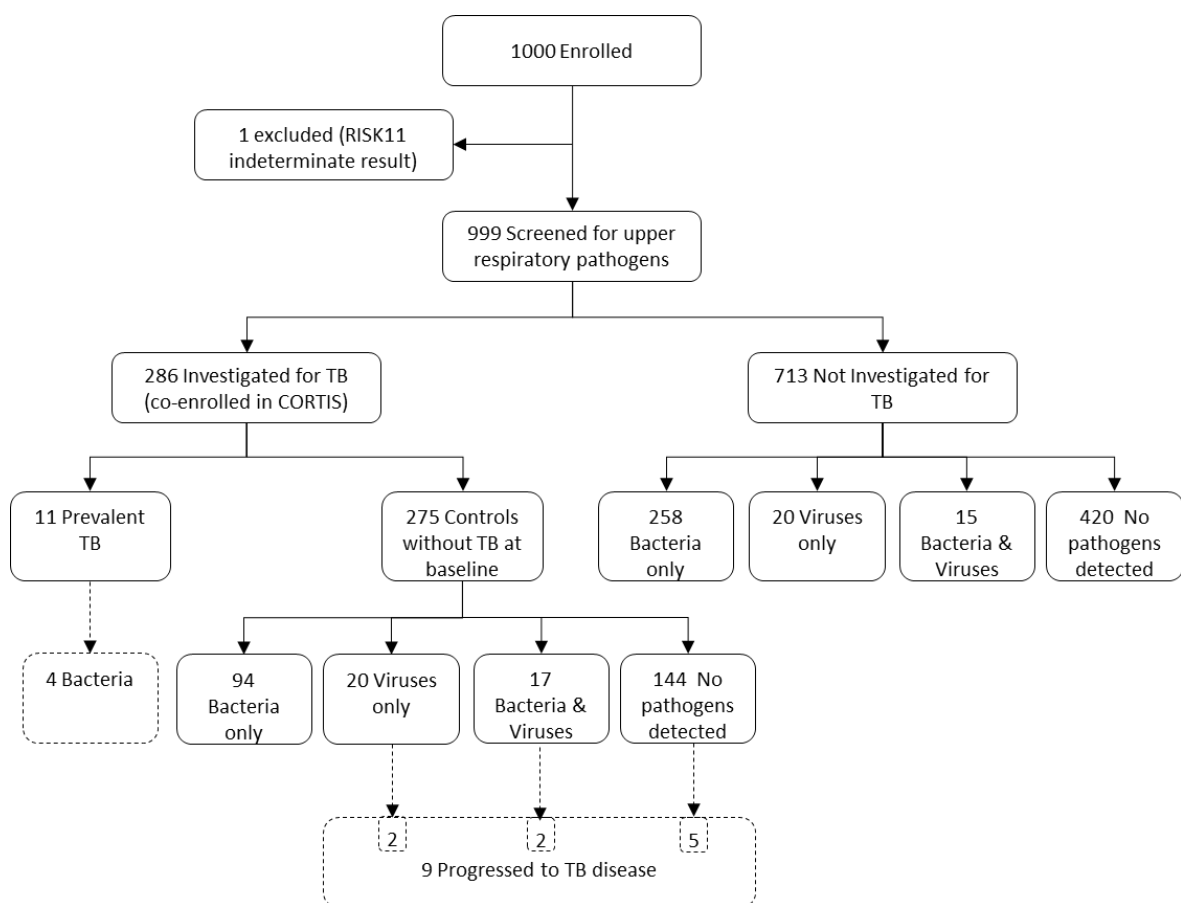 1000 Enrolled
1 excluded (RISK11
indeterminate result)
999 Screened for upper
respiratory pathogens
286 Investigated for TB
(co-enrolled in CORTIS)
713 Not Investigated for
TB
11 Prevalent
TB
275 Controls
without TB at
baseline
258
Bacteria
only
20 Viruses
only
15
Bacteria &
Viruses
420 No
pathogens
detected
4 Bacteria
94
Bacteria
only
20 Viruses
only
17
Bacteria &
Viruses
144 No
pathogens
detected
2
2
5
9 Progressed to TB disease